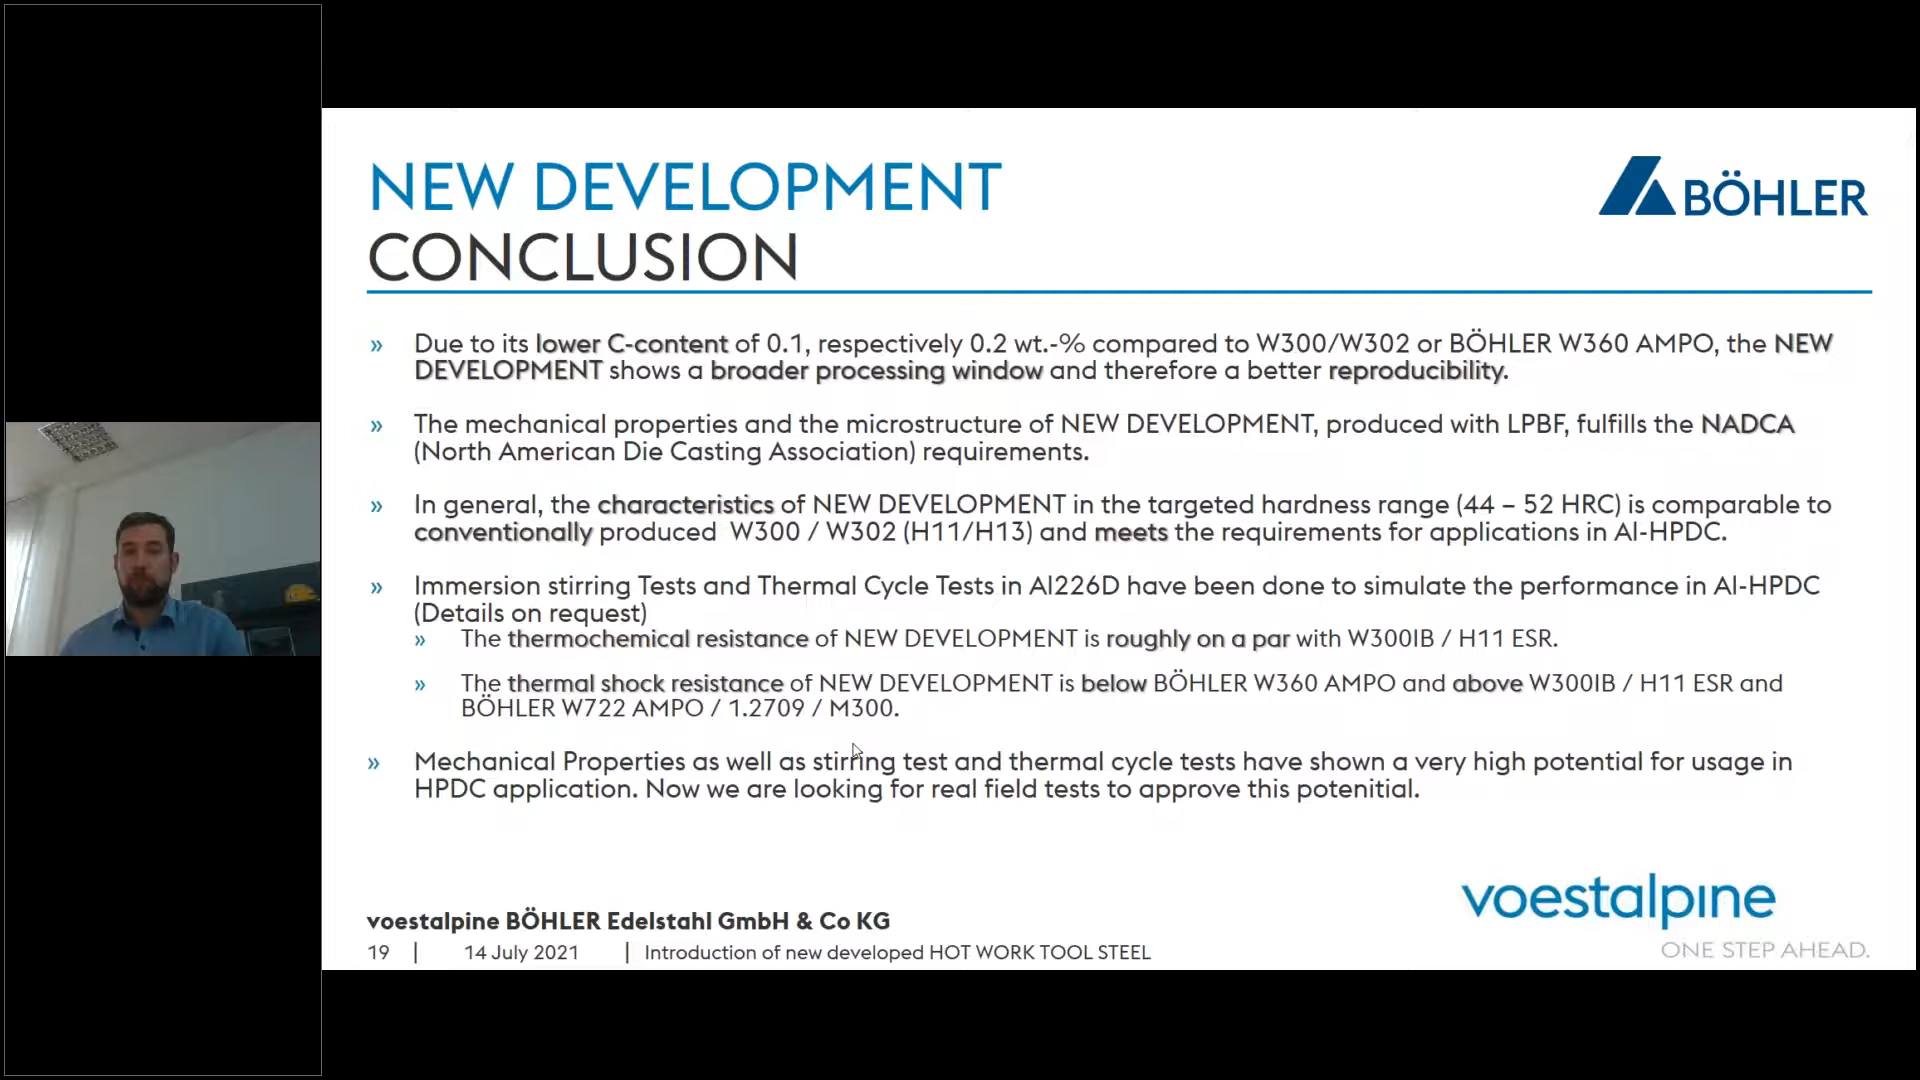 NEW DEVELOPMENT
CONCLUSION
BÖHLER
» Due to its lower C-content of 0.1, respectively 0.2 wt.-% compared to W300/W302 or BÖHLER W360 AMPO, the NEW
DEVELOPMENT shows a broader processing window and therefore a better reproducibility.
» The mechanical properties and the microstructure of NEW DEVELOPMENT, produced with LPBF, fulfills the NADCA
(North American Die Casting Association) requirements.
» In general, the characteristics of NEW DEVELOPMENT in the targeted hardness range (44 – 52 HRC) is comparable to
conventionally produced W300 / W302 (H11/H13) and meets the requirements for applications in Al-HPDC.
» Immersion stirring Tests and Thermal Cycle Tests in Al226D have been done to simulate the performance in Al-HPDC
(Details on request)
» The thermochemical resistance of NEW DEVELOPMENT is roughly on a par with W300IB / H11 ESR.
» The thermal shock resistance of NEW DEVELOPMENT is below BÖHLER W360 AMPO and above W300IB / H11 ESR and
BÖHLER W722 AMPO / 1.2709 / M300.
» Mechanical Properties as well as stirring test and thermal cycle tests have shown a very high potential for usage in
HPDC application. Now we are looking for real field tests to approve this potenitial.
voestalpine BÖHLER Edelstahl GmbH & Co KG
19 | 14 July 2021 | Introduction of new developed HOT WORK TOOL STEEL
voestalpine
ONE STEP AHEAD.